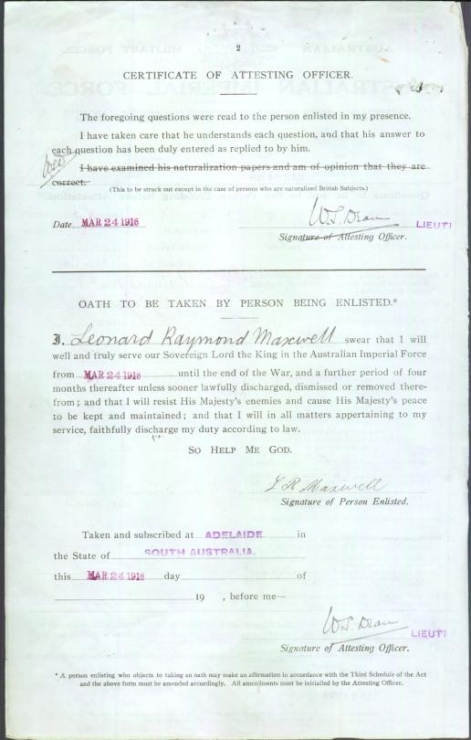 2
CERTIFICATE OF ATTESTING OFFICER.
The foregoing questions were read to the person enlisted in my presence.
I have taken care that he understands each question, and that his answer to
each question has been duly entered as replied to by him.
I have examined his naturalization papers and am of opinion that they are
correct.
(This to be struck out except in the case of persons who are naturalized British Subjects.)
Date MAR 24 1916 W.S. Dean LIEUT
Signature of Attesting Officer.
OATH TO BE TAKEN BY PERSON BEING ENLISTED.*
I, Leonard Raymond Maxwell swear that I will
well and truly serve our Sovereign Lord the King in the Australian Imperial Force
from MAR 24 1916 until the end of the War, and a further period of four
months thereafter unless sooner lawfully discharged, dismissed or removed there-
from; and that I will resist His Majesty's enemies and cause His Majesty's peace
to be kept and maintained; and that I will in all matters appertaining to my
service, faithfully discharge my duty according to law.
SO HELP ME GOD.
L R Maxwell
Signature of Person Enlisted.
Taken and subscribed at ADELAIDE in
the State of SOUTH AUSTRALIA.
this MAR 24 1916 day of
19 , before me—
W.S. Dean LIEUT
Signature of Attesting Officer.
* A person enlisting who objects to taking an oath may make an affirmation in accordance with the Third Schedule of the Act
and the above form must be amended accordingly. All amendments must be initialled by the Attesting Officer.